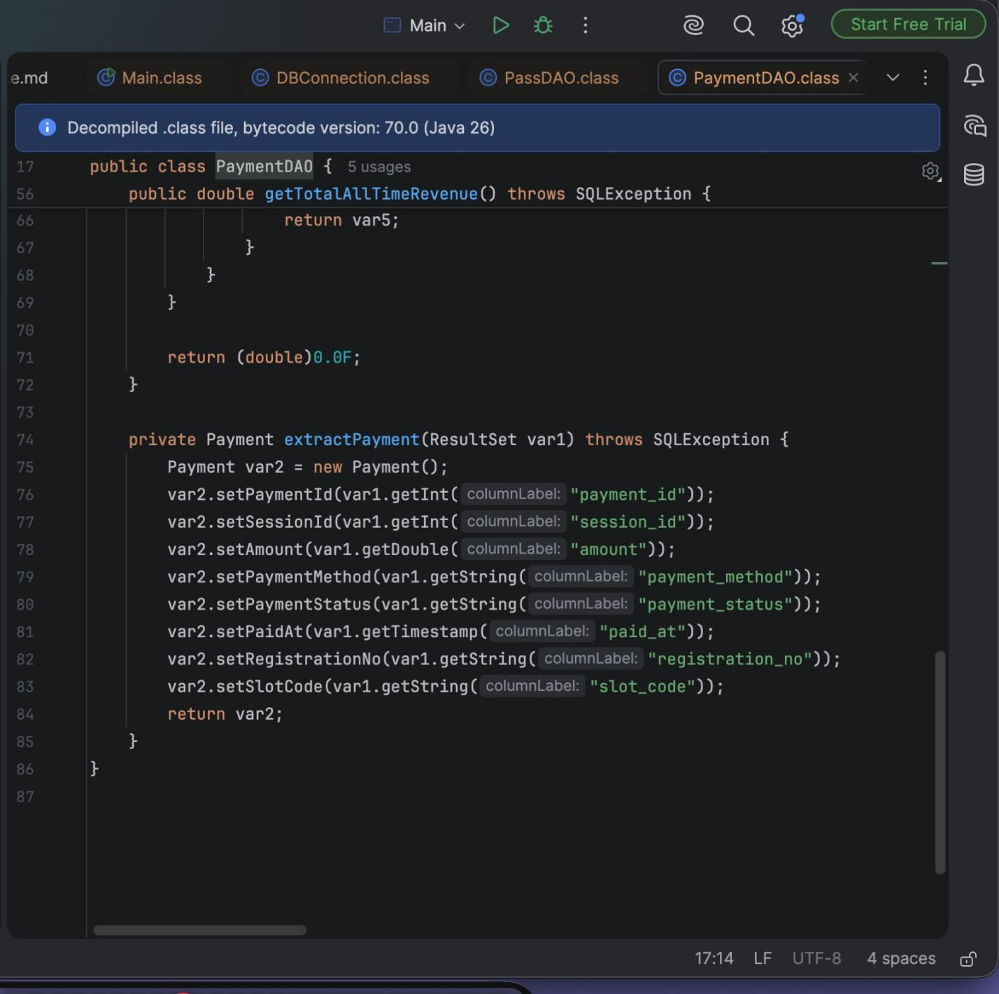 Main
Start Free Trial
e.md Main.class DBConnection.class PassDAO.class PaymentDAO.class
Decompiled .class file, bytecode version: 70.0 (Java 26)
17 public class PaymentDAO { 5 usages
56 public double getTotalAllTimeRevenue() throws SQLException {
66 return var5;
67 }
68 }
69 }
70
71 return (double)0.0F;
72 }
73
74 private Payment extractPayment(ResultSet var1) throws SQLException {
75 Payment var2 = new Payment();
76 var2.setPaymentId(var1.getInt( columnLabel: "payment_id"));
77 var2.setSessionId(var1.getInt( columnLabel: "session_id"));
78 var2.setAmount(var1.getDouble( columnLabel: "amount"));
79 var2.setPaymentMethod(var1.getString( columnLabel: "payment_method"));
80 var2.setPaymentStatus(var1.getString( columnLabel: "payment_status"));
81 var2.setPaidAt(var1.getTimestamp( columnLabel: "paid_at"));
82 var2.setRegistrationNo(var1.getString( columnLabel: "registration_no"));
83 var2.setSlotCode(var1.getString( columnLabel: "slot_code"));
84 return var2;
85 }
86 }
87
17:14 LF UTF-8 4 spaces